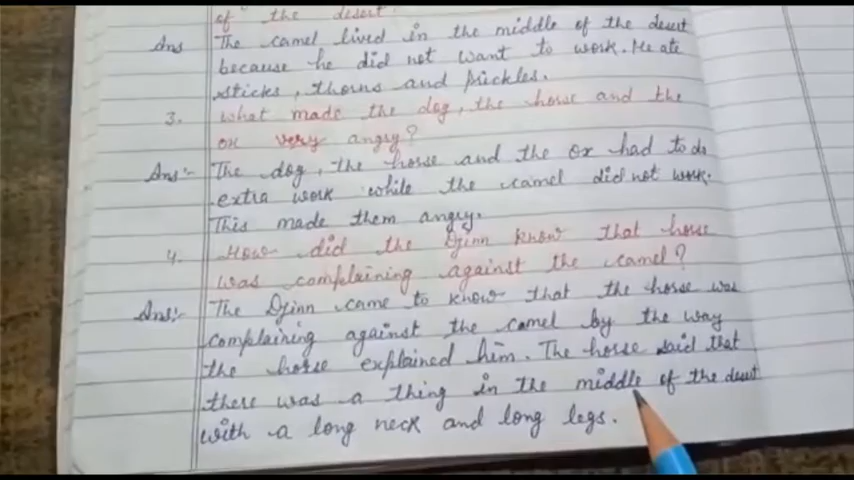 of the desert.
Ans The camel lived in the middle of the desert
because he did not want to work. He ate
sticks, thorns and prickles.
3. What made the dog, the horse and the
ox very angry?
Ans:- The dog, the horse and the ox had to do
extra work while the camel did not work.
This made them angry.
4. How did the Djinn know that horse
was complaining against the camel?
Ans:- The Djinn came to know that the horse was
complaining against the camel by the way
the horse explained him. The horse said that
there was a thing in the middle of the desert
with a long neck and long legs.